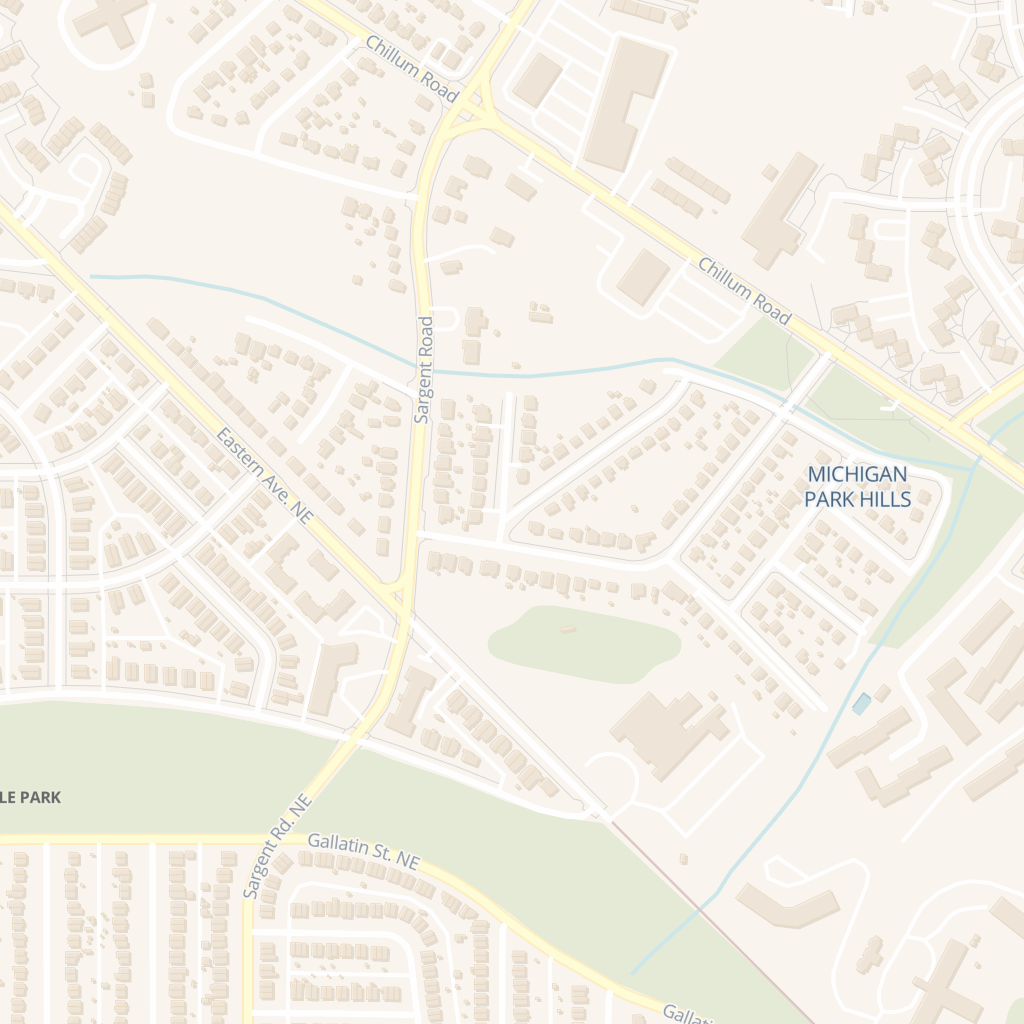 Chillum Road
Chillum Road
Sargent Road
Eastern Ave. NE
MICHIGAN
PARK HILLS
LE PARK
Sargent Rd. NE
Gallatin St. NE
Gallatin